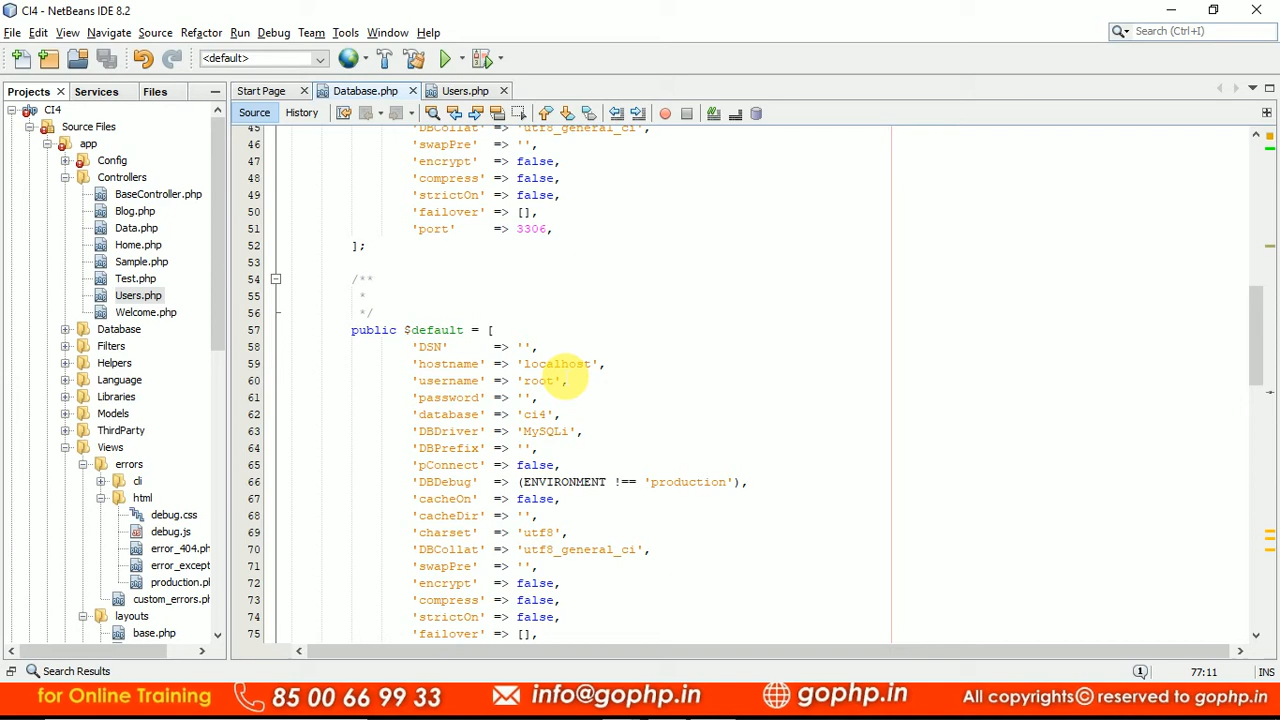 CI4 - NetBeans IDE 8.2
File Edit View Navigate Source Refactor Run Debug Team Tools Window Help
Search (Ctrl+I)
<default>
Projects Services Files
Start Page Database.php Users.php
Source History
CI4
Source Files
app
Config
Controllers
BaseController.php
Blog.php
Data.php
Home.php
Sample.php
Test.php
Users.php
Welcome.php
Database
Filters
Helpers
Language
Libraries
Models
ThirdParty
Views
errors
cli
html
debug.css
debug.js
error_404.ph
error_except
production.pl
custom_errors.ph
layouts
base.php
45 'DBCollat' => 'utf8_general_ci',
46 'swapPre' => '',
47 'encrypt' => false,
48 'compress' => false,
49 'strictOn' => false,
50 'failover' => [],
51 'port' => 3306,
52 ];
53
54 /**
55 *
56 */
57 public $default = [
58 'DSN' => '',
59 'hostname' => 'localhost',
60 'username' => 'root',
61 'password' => '',
62 'database' => 'ci4',
63 'DBDriver' => 'MySQLi',
64 'DBPrefix' => '',
65 'pConnect' => false,
66 'DBDebug' => (ENVIRONMENT !== 'production'),
67 'cacheOn' => false,
68 'cacheDir' => '',
69 'charset' => 'utf8',
70 'DBCollat' => 'utf8_general_ci',
71 'swapPre' => '',
72 'encrypt' => false,
73 'compress' => false,
74 'strictOn' => false,
75 'failover' => [],
Search Results
1 77:11 INS
for Online Training 85 00 66 99 33 info@gophp.in gophp.in All copyrights© reserved to gophp.in